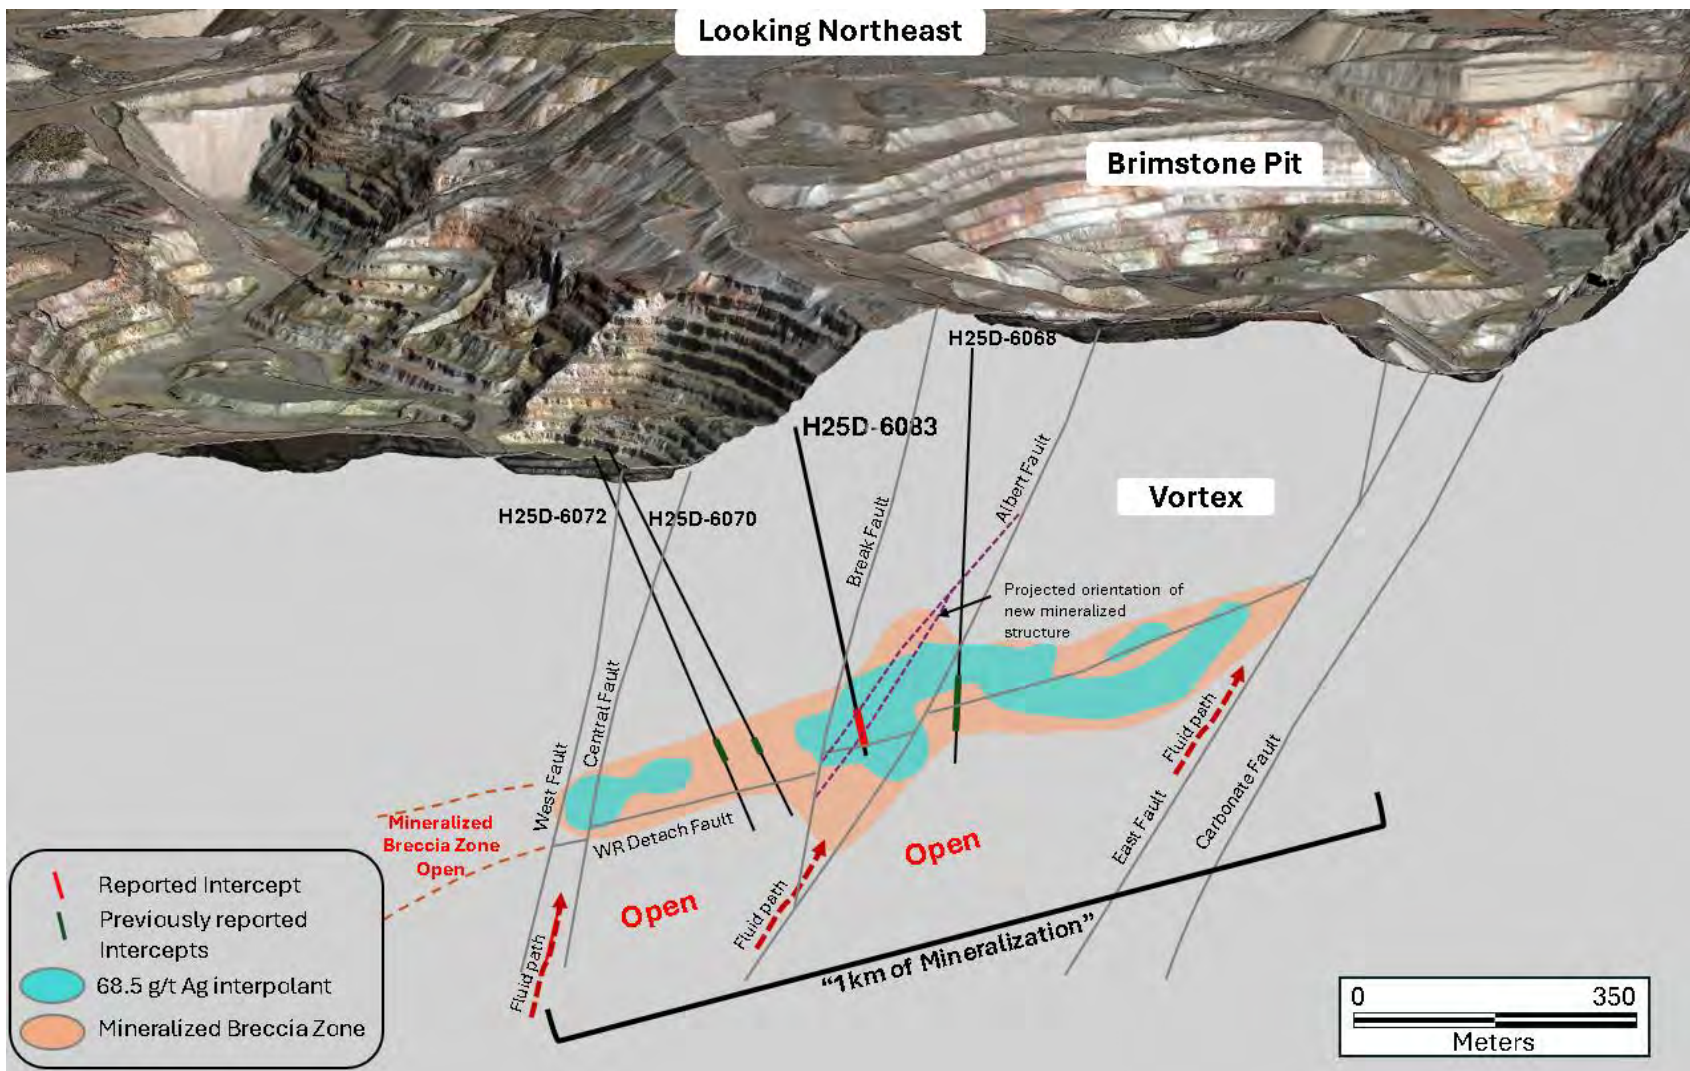 Looking Northeast
Brimstone Pit
H25D-6068
H25D-6083
Vortex
H25D-6072
H25D-6070
Break Fault
Albert Fault
Projected orientation of
new mineralized
structure
West Fault
Central Fault
WR Detach Fault
Mineralized
Breccia Zone
Open
Open
Open
Fluid path
Fluid path
Fluid path
East Fault
Carbonate Fault
“1km of Mineralization”
Reported Intercept
Previously reported
Intercepts
68.5 g/t Ag interpolant
Mineralized Breccia Zone
0 350
Meters